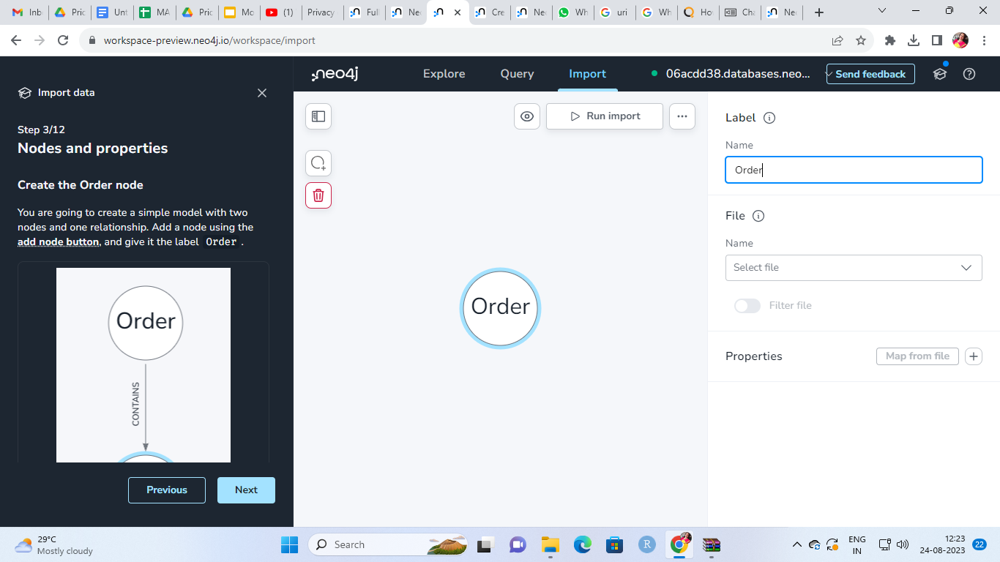 Inb
Pric
Unt
MA
Pric
Mo
(1)
Privacy
Full
Nec
Cre
Nec
Wh
uri
Wh
Hov
Cha
Nec
workspace-preview.neo4j.io/workspace/import
Import data
Step 3/12
Nodes and properties
Create the Order node
You are going to create a simple model with two
nodes and one relationship. Add a node using the
add node button, and give it the label Order .
Order
CONTAINS
Previous
Next
neo4j
Explore
Query
Import
06acdd38.databases.neo...
Send feedback
Run import
Order
Label
Name
Order
File
Name
Select file
Filter file
Properties
Map from file
29°C
Mostly cloudy
Search
R
ENG
IN
12:23
24-08-2023
22